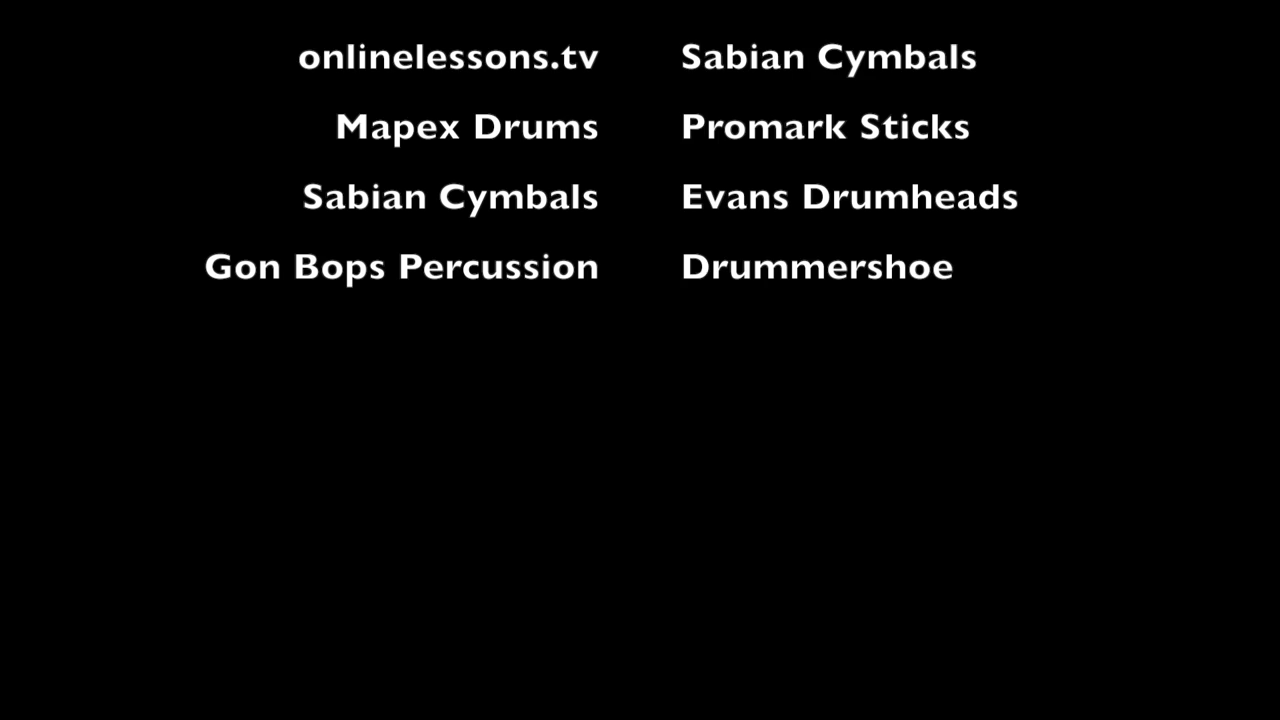 onlinelessons.tv Sabian Cymbals
Mapex Drums Promark Sticks
Sabian Cymbals Evans Drumheads
Gon Bops Percussion Drummershoe